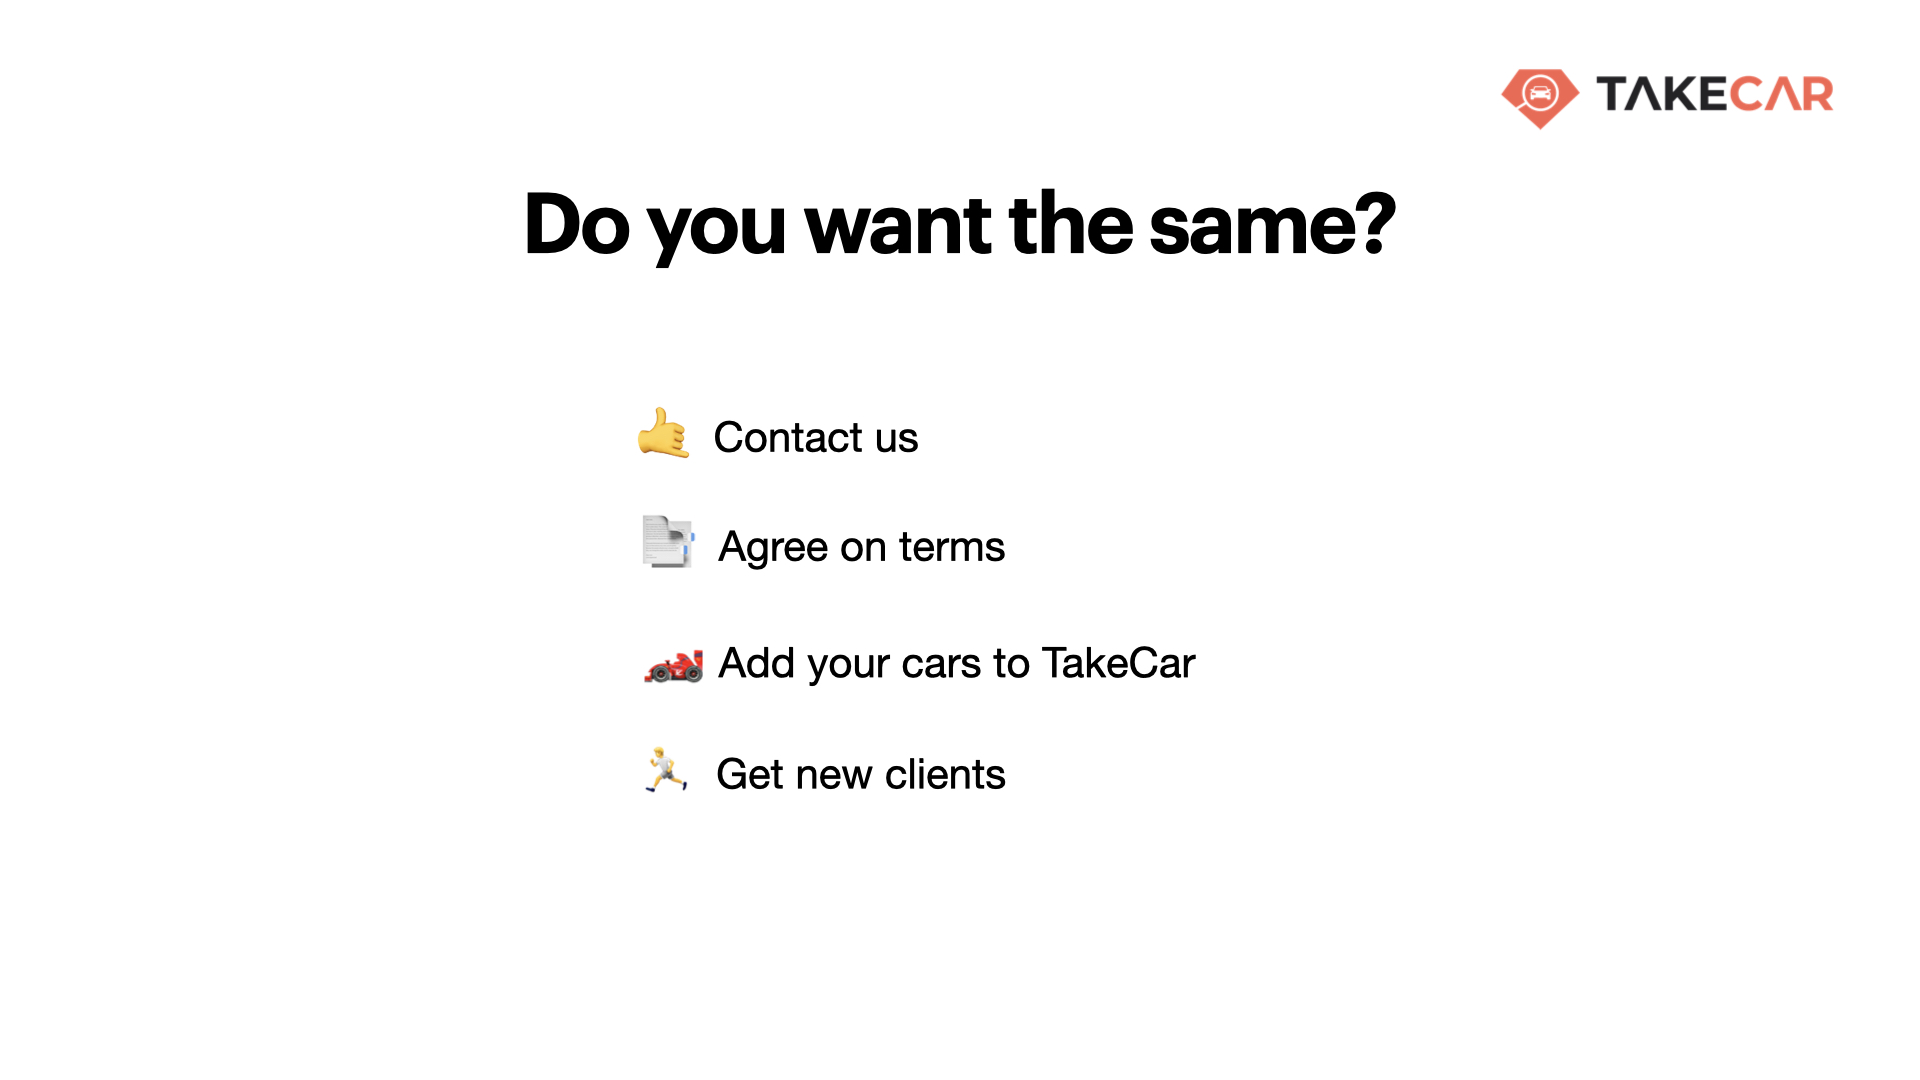 TAKECAR
Do you want the same?
Contact us
Agree on terms
Add your cars to TakeCar
Get new clients